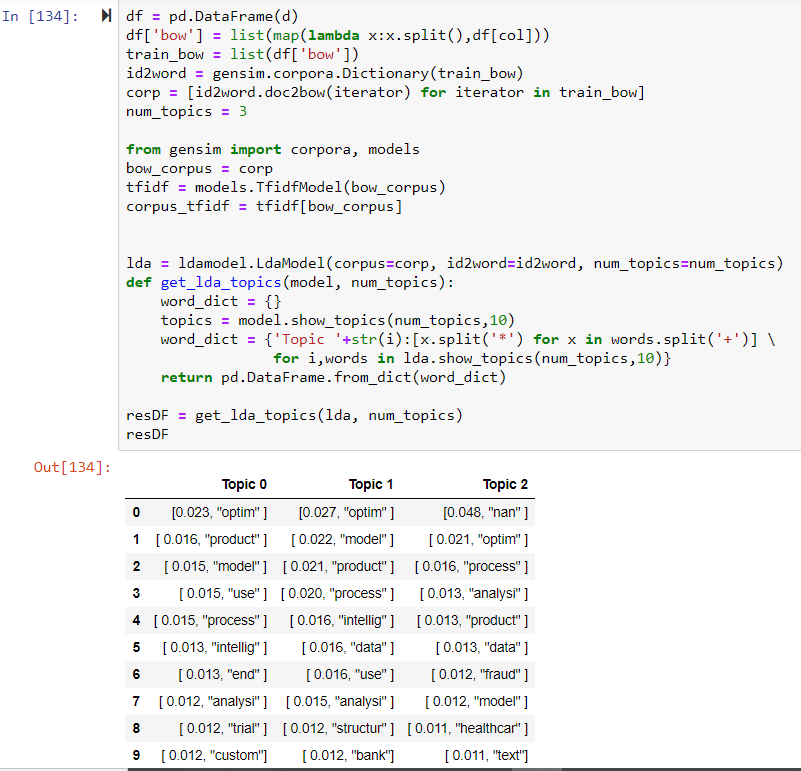 In [134]:
df = pd.DataFrame(d)
df['bow'] = list(map(lambda x:x.split(),df[col]))
train_bow = list(df['bow'])
id2word = gensim.corpora.Dictionary(train_bow)
corp = [id2word.doc2bow(iterator) for iterator in train_bow]
num_topics = 3

from gensim import corpora, models
bow_corpus = corp
tfidf = models.TfidfModel(bow_corpus)
corpus_tfidf = tfidf[bow_corpus]

lda = ldamodel.LdaModel(corpus=corp, id2word=id2word, num_topics=num_topics)
def get_lda_topics(model, num_topics):
    word_dict = {}
    topics = model.show_topics(num_topics,10)
    word_dict = {'Topic '+str(i):[x.split('*') for x in words.split('+')] \
                 for i,words in lda.show_topics(num_topics,10)}
    return pd.DataFrame.from_dict(word_dict)

resDF = get_lda_topics(lda, num_topics)
resDF
Out[134]:
Topic 0 Topic 1 Topic 2
0 [0.023, "optim" ] [0.027, "optim" ] [0.048, "nan" ]
1 [ 0.016, "product" ] [ 0.022, "model" ] [ 0.021, "optim" ]
2 [ 0.015, "model" ] [ 0.021, "product" ] [ 0.016, "process" ]
3 [ 0.015, "use" ] [ 0.020, "process" ] [ 0.013, "analysi" ]
4 [ 0.015, "process" ] [ 0.016, "intellig" ] [ 0.013, "product" ]
5 [ 0.013, "intellig" ] [ 0.016, "data" ] [ 0.013, "data" ]
6 [ 0.013, "end" ] [ 0.016, "use" ] [ 0.012, "fraud" ]
7 [ 0.012, "analysi" ] [ 0.015, "analysi" ] [ 0.012, "model" ]
8 [ 0.012, "trial" ] [ 0.012, "structur" ] [ 0.011, "healthcar" ]
9 [ 0.012, "custom"] [ 0.012, "bank"] [ 0.011, "text"]